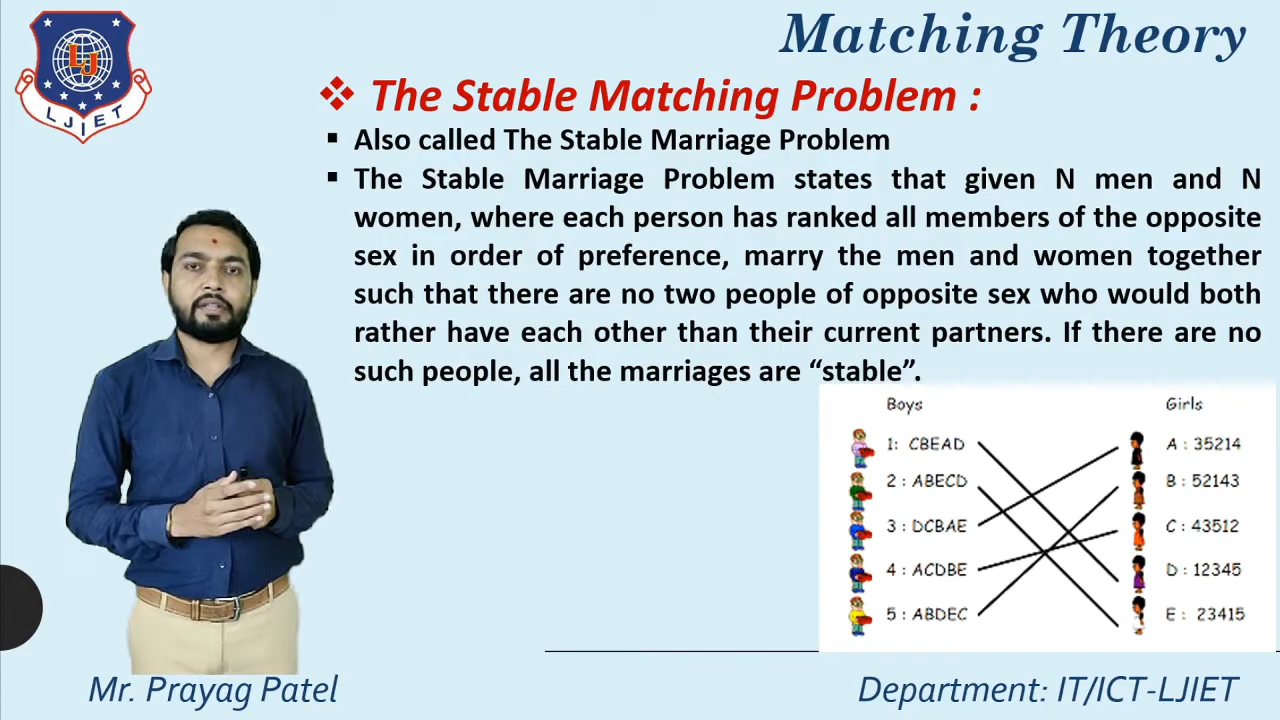 Matching Theory
LJ
LJIET
❖ The Stable Matching Problem :
▪ Also called The Stable Marriage Problem
▪ The Stable Marriage Problem states that given N men and N
women, where each person has ranked all members of the opposite
sex in order of preference, marry the men and women together
such that there are no two people of opposite sex who would both
rather have each other than their current partners. If there are no
such people, all the marriages are “stable”.
Boys Girls
1: CBEAD A : 35214
2 : ABECD B : 52143
3 : DCBAE C : 43512
4 : ACDBE D : 12345
5 : ABDEC E : 23415
Mr. Prayag Patel
Department: IT/ICT-LJIET